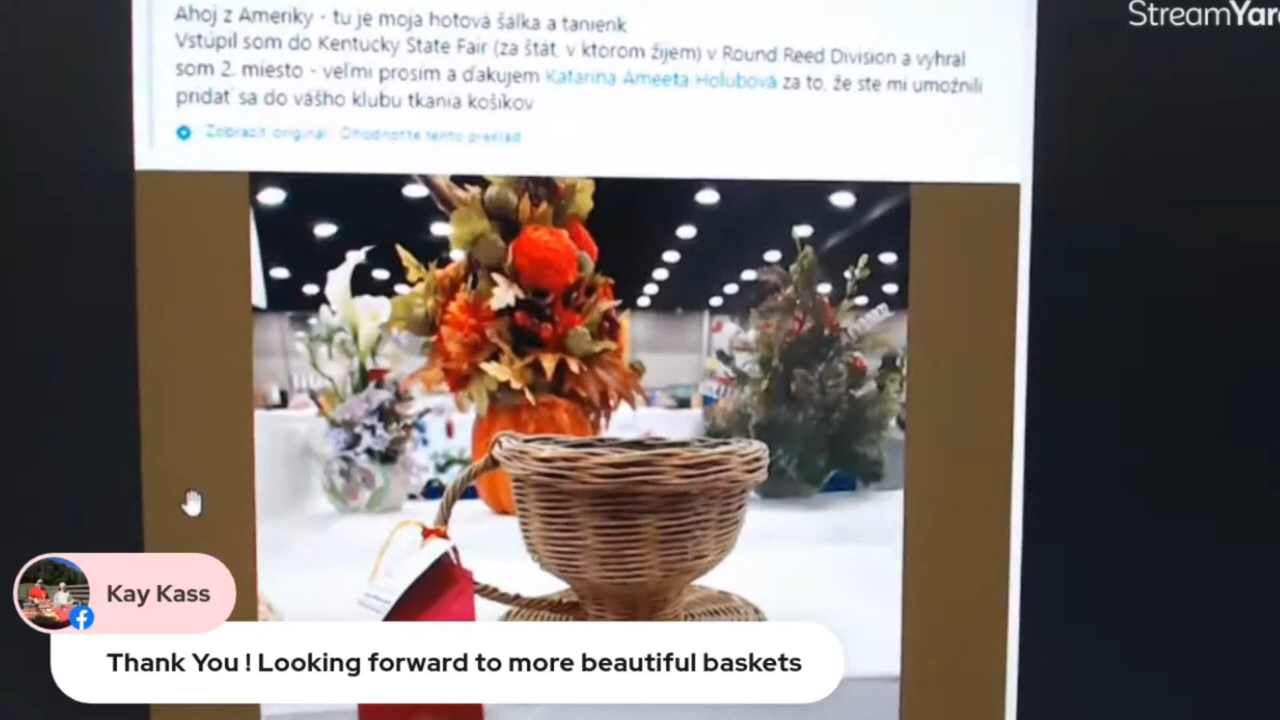 StreamYar
Ahoj z Ameriky - tu je moja hotová šálka a tanienk
Vstúpil som do Kentucky State Fair (za štát, v ktorom žijem) v Round Reed Division a vyhral
som 2. miesto - veľmi prosím a ďakujem Katarina Ameeta Holubová za to, že ste mi umožnili
pridať sa do vášho klubu tkania košíkov
Zobraziť originál · Ohodnoťte tento preklad
Kay Kass
Thank You ! Looking forward to more beautiful baskets